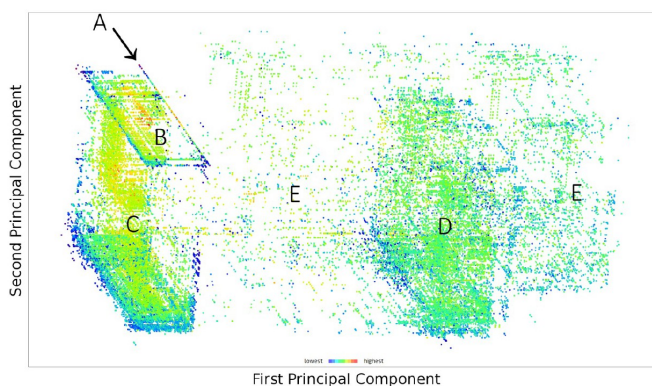 A
B
E
E
C
D
Second Principal Component
lowest highest
First Principal Component